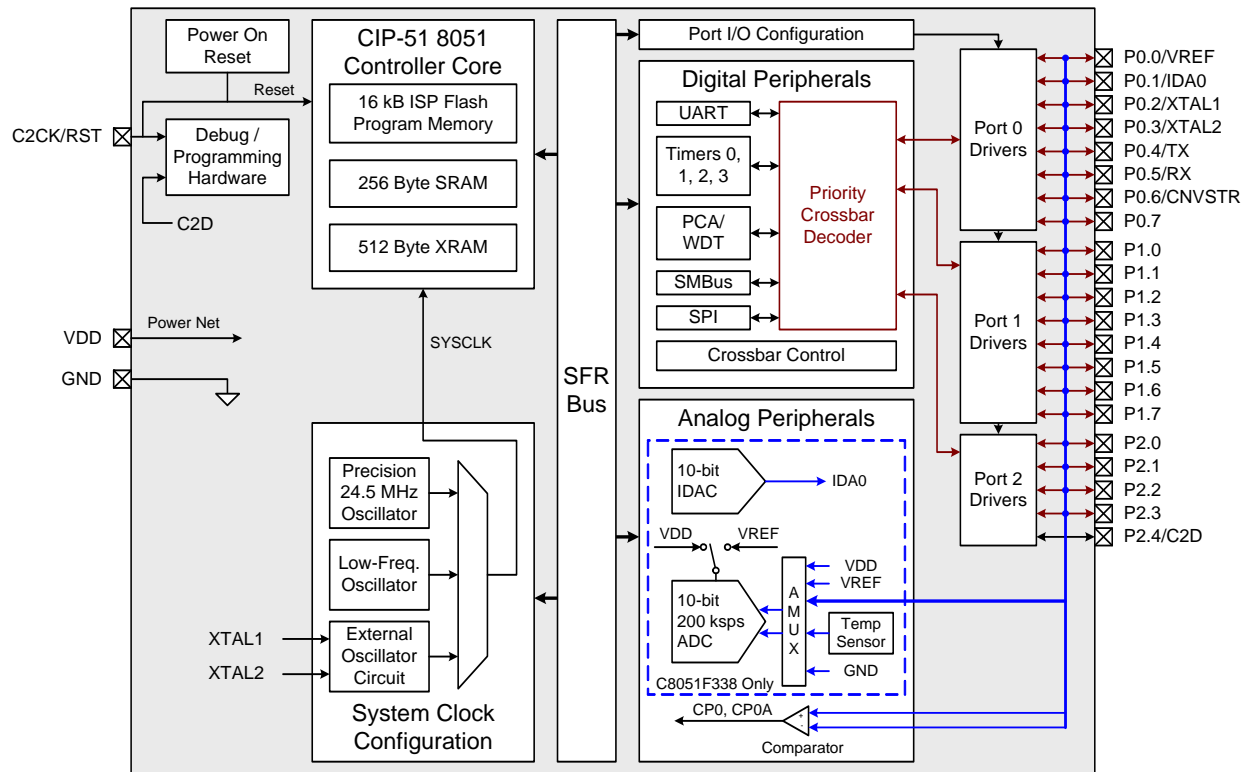 Power On
Reset
Reset
C2CK/RST
Debug /
Programming
Hardware
C2D
VDD
Power Net
GND
CIP-51 8051
Controller Core
16 kB ISP Flash
Program Memory
256 Byte SRAM
512 Byte XRAM
SYSCLK
Precision
24.5 MHz
Oscillator
Low-Freq.
Oscillator
XTAL1
XTAL2
External
Oscillator
Circuit
System Clock
Configuration
SFR
Bus
Port I/O Configuration
Digital Peripherals
UART
Timers 0,
1, 2, 3
PCA/
WDT
SMBus
SPI
Priority
Crossbar
Decoder
Crossbar Control
Analog Peripherals
10-bit
IDAC
IDA0
VDD
VREF
10-bit
200 ksps
ADC
A
M
U
X
VDD
VREF
Temp
Sensor
GND
C8051F338 Only
CP0, CP0A
+
-
Comparator
Port 0
Drivers
Port 1
Drivers
Port 2
Drivers
P0.0/VREF
P0.1/IDA0
P0.2/XTAL1
P0.3/XTAL2
P0.4/TX
P0.5/RX
P0.6/CNVSTR
P0.7
P1.0
P1.1
P1.2
P1.3
P1.4
P1.5
P1.6
P1.7
P2.0
P2.1
P2.2
P2.3
P2.4/C2D